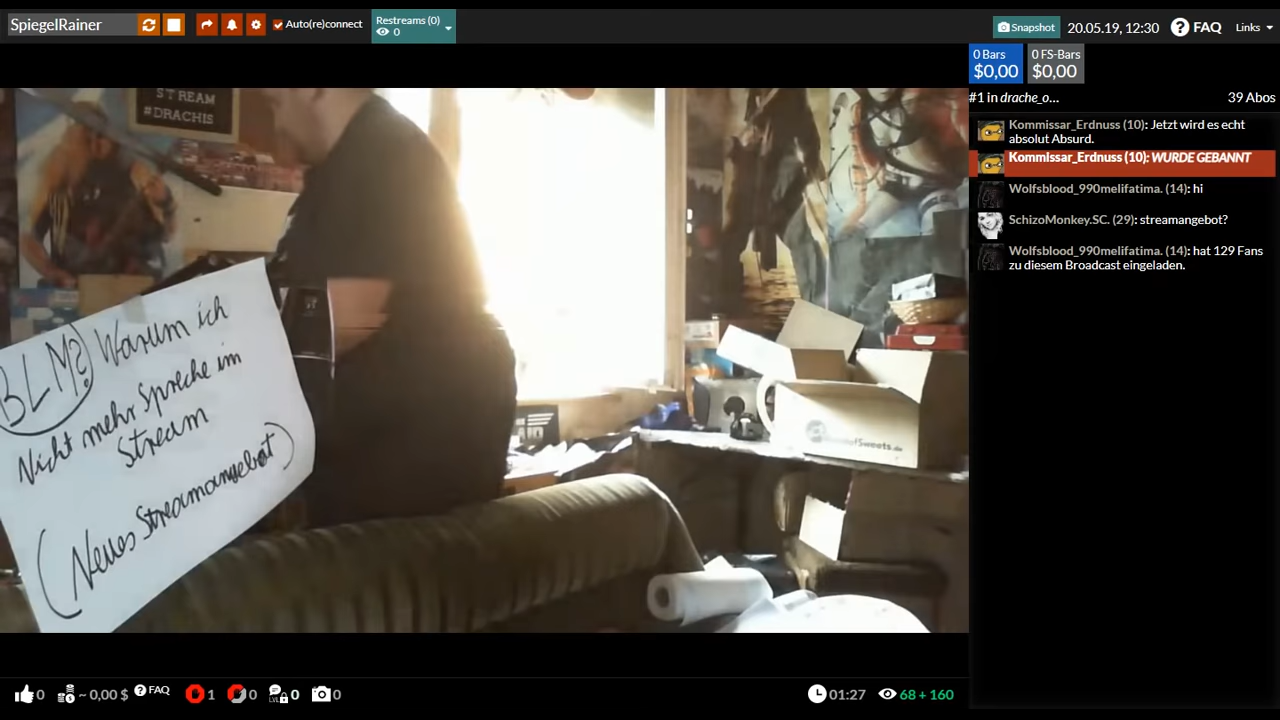 SpiegelRainer
Auto(re)connect
Restreams (0)
0
Snapshot
20.05.19, 12:30
? FAQ
Links
0 Bars
$0,00
0 FS-Bars
$0,00
#1 in drache_o...
39 Abos
Kommissar_Erdnuss (10): Jetzt wird es echt
absolut Absurd.
Kommissar_Erdnuss (10): WURDE GEBANNT
Wolfsblood_990melifatima. (14): hi
SchizoMonkey.SC. (29): streamangebot?
Wolfsblood_990melifatima. (14): hat 129 Fans
zu diesem Broadcast eingeladen.
STREAM
#DRACHIS
BLM? Warum ich
Nicht mehr Spreche im
Stream
(Neues Streamangebot)
0
~ 0,00 $
? FAQ
1
0
LVL
0
0
01:27
68 + 160